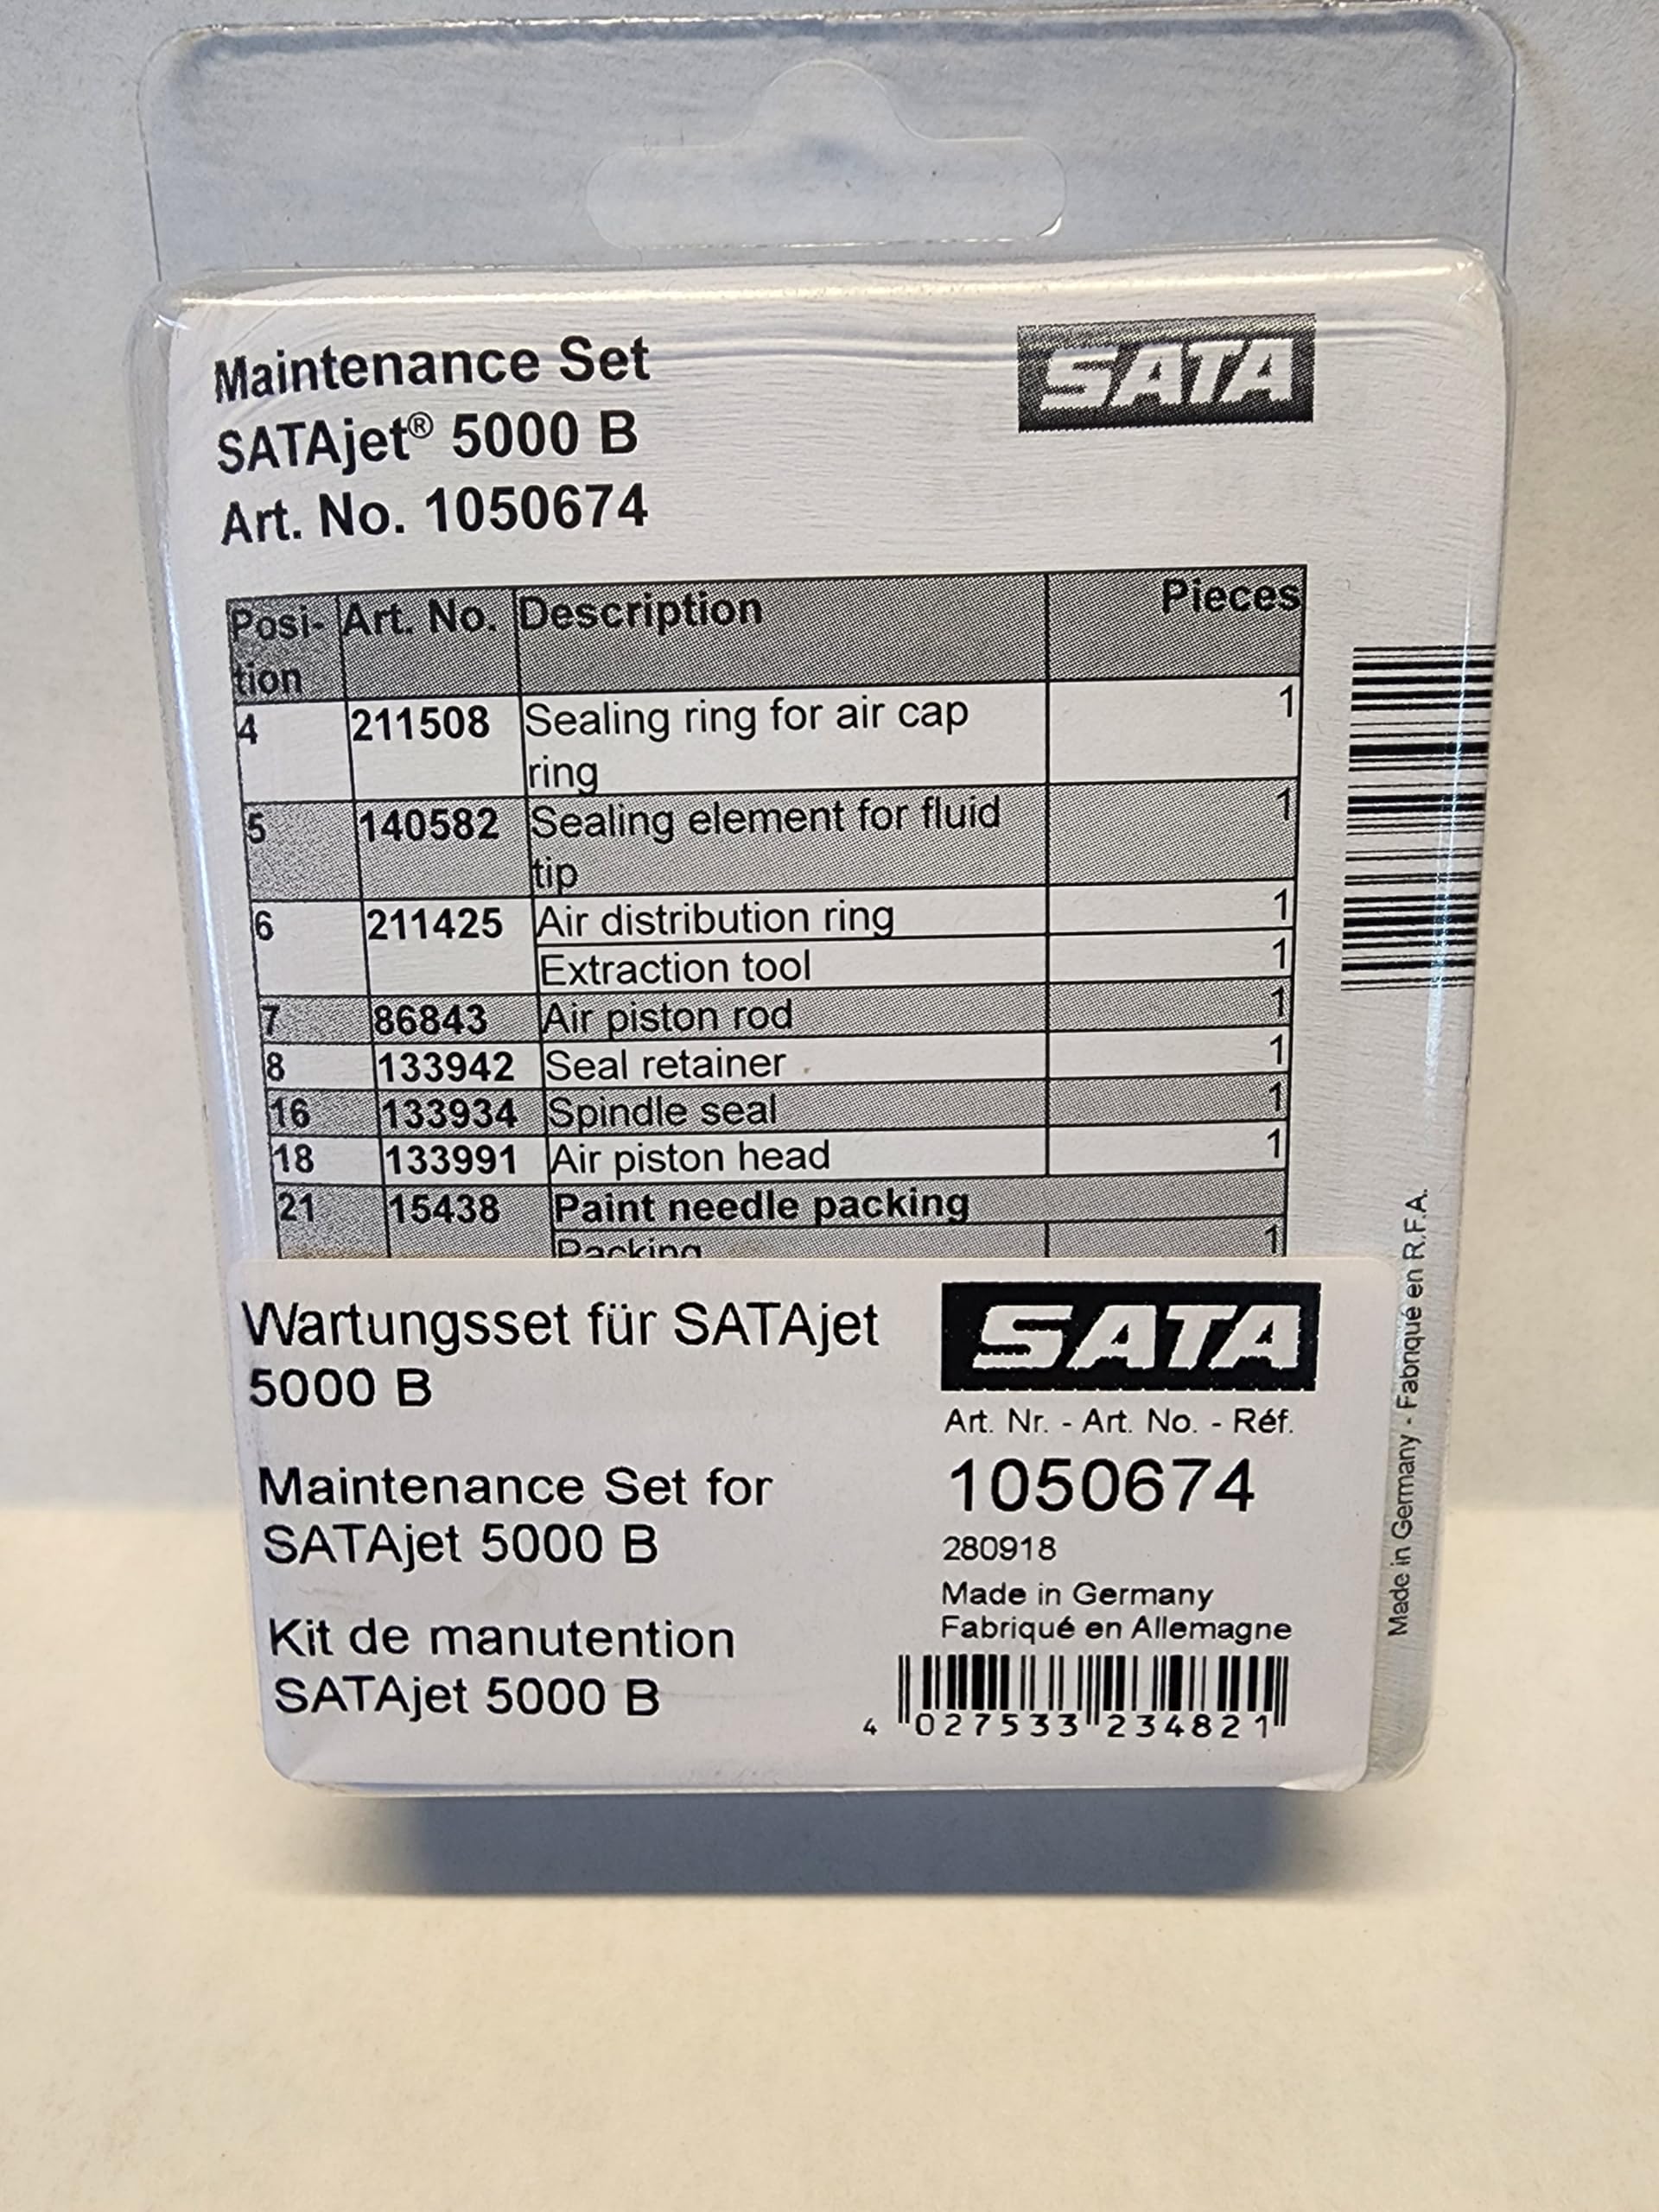 Maintenance Set
SATAjet® 5000 B
Art. No. 1050674
SATA
Posi- Art. No. Description Pieces
tion
4 211508 Sealing ring for air cap 1
ring
5 140582 Sealing element for fluid 1
tip
6 211425 Air distribution ring 1
Extraction tool 1
7 86843 Air piston rod 1
8 133942 Seal retainer 1
16 133934 Spindle seal 1
18 133991 Air piston head 1
21 15438 Paint needle packing
Packing 1
Wartungsset für SATAjet
5000 B
Maintenance Set for
SATAjet 5000 B
Kit de manutention
SATAjet 5000 B
SATA
Art. Nr. - Art. No. - Réf.
1050674
280918
Made in Germany
Fabriqué en Allemagne
4 027533 234821
Made in Germany - Fabriqué en R.F.A.